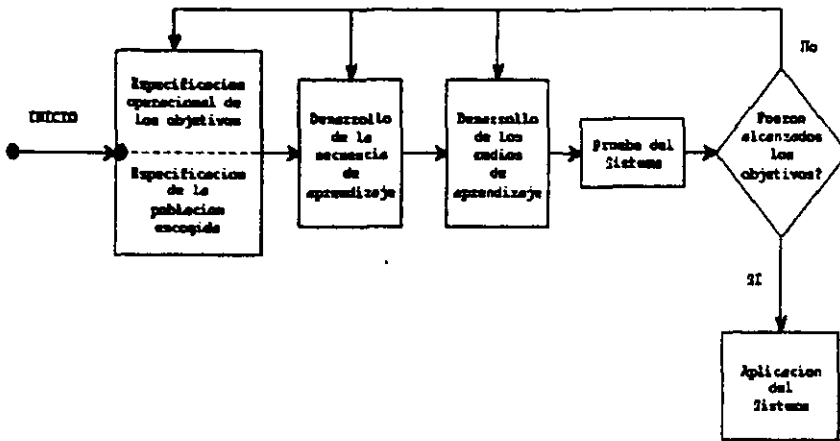 INICIO
Especificacion
operacional de
los objetivos
Especificacion
de la
poblacion
escogida
Desarrollo
de la
secuencia
de
aprendizaje
Desarrollo
de los
medios
de
aprendizaje
Prueba del
Sistema
Fueron
alcanzados
los
objetivos?
No
SI
Aplicacion
del
Sistema